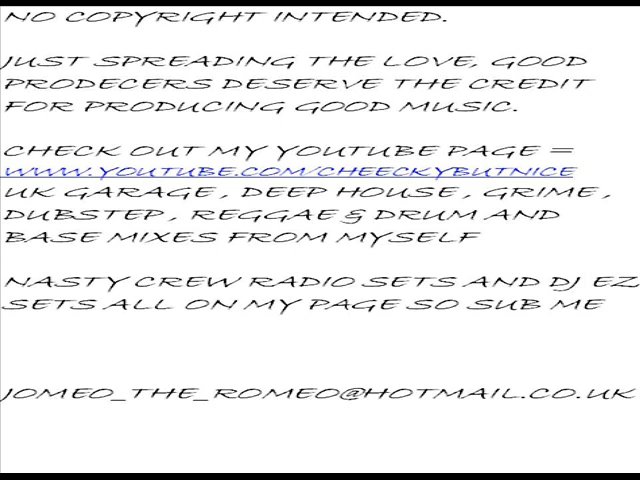 NO COPYRIGHT INTENDED.
JUST SPREADING THE LOVE, GOOD
PRODECERS DESERVE THE CREDIT
FOR PRODUCING GOOD MUSIC.
CHECK OUT MY YOUTUBE PAGE =
WWW.YOUTUBE.COM/CHEECKYBUTNICE
UK GARAGE , DEEP HOUSE , GRIME ,
DUBSTEP , REGGAE & DRUM AND
BASE MIXES FROM MYSELF
NASTY CREW RADIO SETS AND DJ EZ
SETS ALL ON MY PAGE SO SUB ME
JOMEO_THE_ROMEO@HOTMAIL.CO.UK